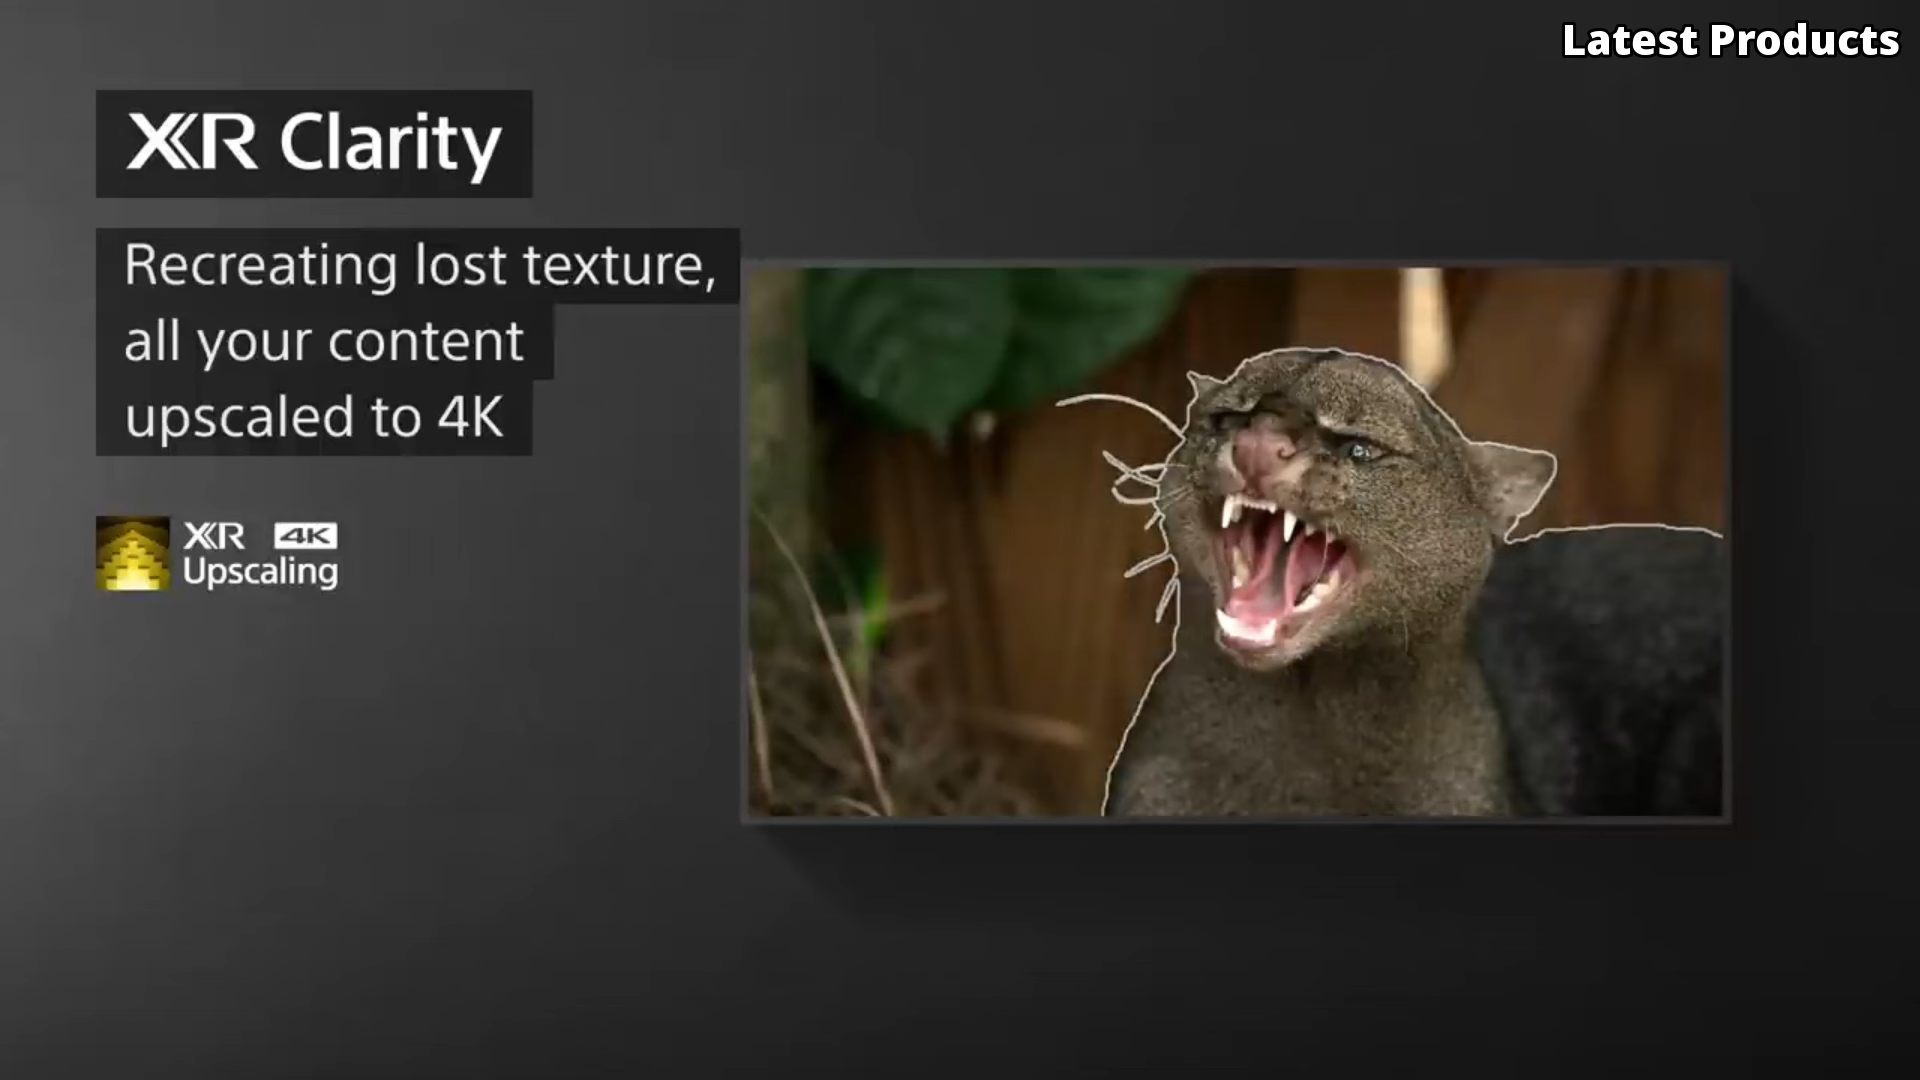 Latest Products
XR Clarity
Recreating lost texture,
all your content
upscaled to 4K
XR 4K
Upscaling